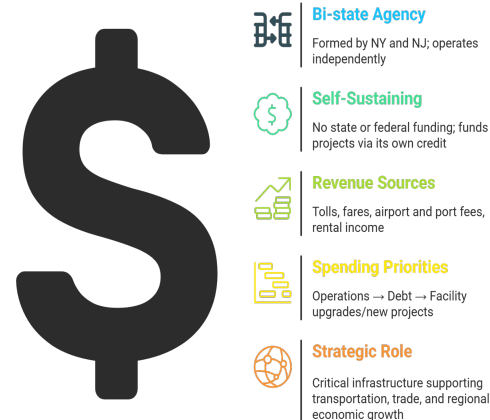 Bi-state Agency
Formed by NY and NJ; operates
independently
Self-Sustaining
No state or federal funding; funds
projects via its own credit
Revenue Sources
Tolls, fares, airport and port fees,
rental income
Spending Priorities
Operations → Debt → Facility
upgrades/new projects
Strategic Role
Critical infrastructure supporting
transportation, trade, and regional
economic growth